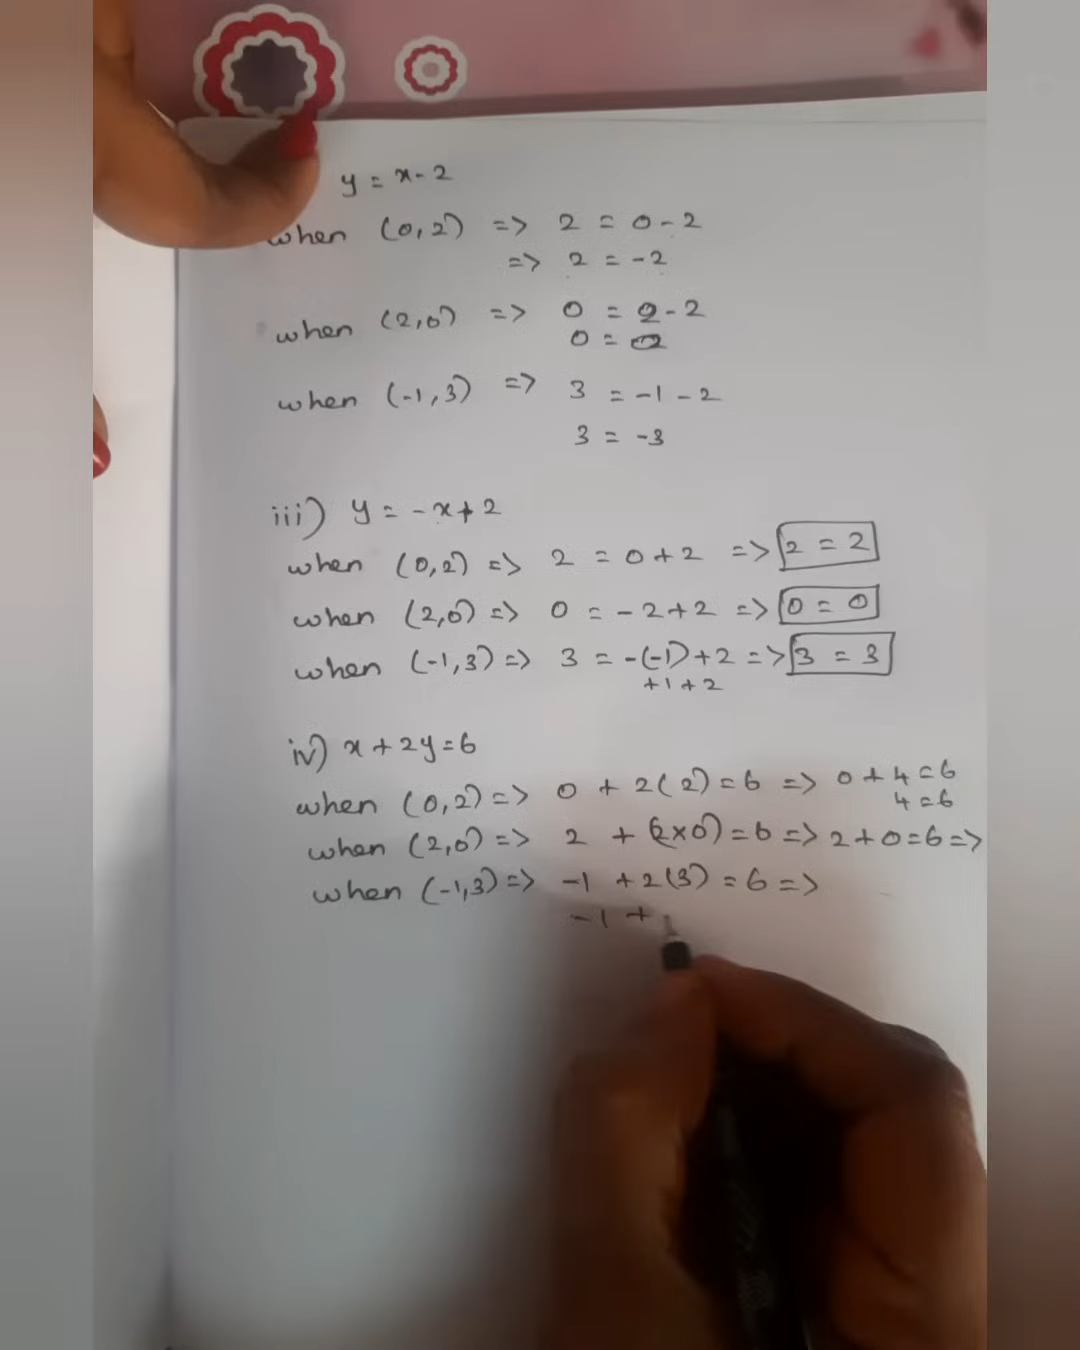 y = x - 2
when (0,2) => 2 = 0 - 2
=> 2 = -2
when (2,0) => 0 = 2 - 2
0 = 0
when (-1,3) => 3 = -1 - 2
3 = -3
iii) y = -x + 2
when (0,2) => 2 = 0 + 2 => 2 = 2
when (2,0) => 0 = -2+2 => 0 = 0
when (-1,3) => 3 = -(-1)+2 => 3 = 3
+1+2
iv) x + 2y = 6
when (0,2) => 0 + 2(2) = 6 => 0 + 4 = 6
4 = 6
when (2,0) => 2 + (2x0) = 6 => 2+0=6 =>
when (-1,3) => -1 + 2(3) = 6 =>
-1 +